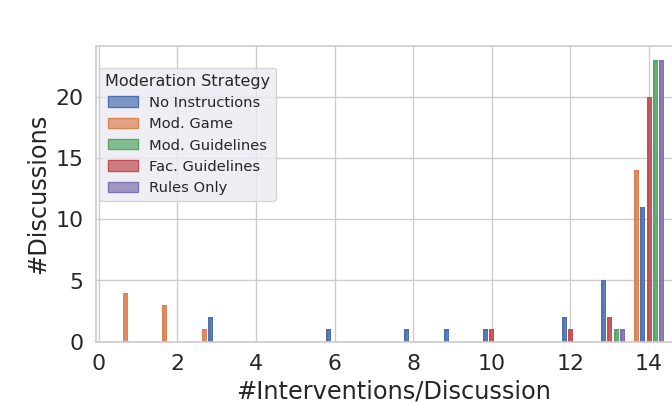 Moderation Strategy
No Instructions
Mod. Game
Mod. Guidelines
Fac. Guidelines
Rules Only
#Discussions
20
15
10
5
0
0 2 4 6 8 10 12 14
#Interventions/Discussion